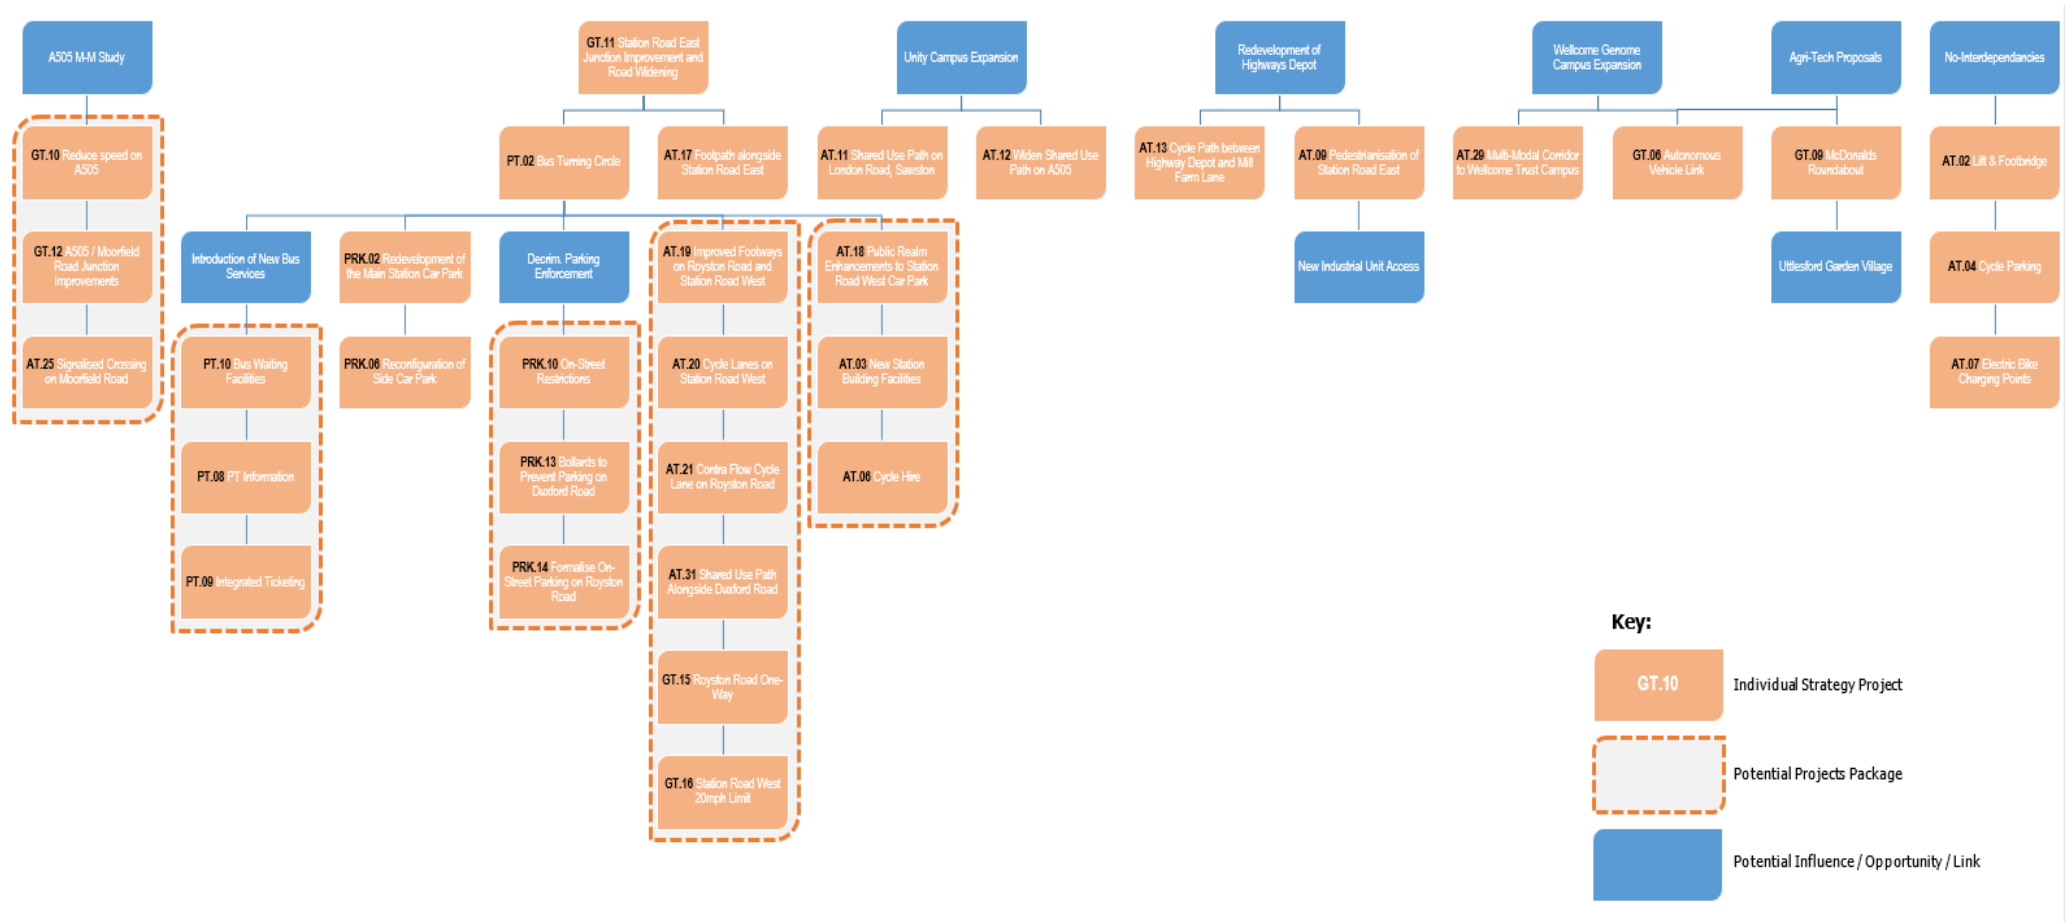 A505 M-M Study
GT.11 Station Road East
Junction Improvement and
Road Widening
Unity Campus Expansion
Redevelopment of
Highways Depot
Wellcome Genome
Campus Expansion
Agri-Tech Proposals
No-Interdependancies
GT.10 Reduce speed on
A505
PT.02 Bus Turning Circle
AT.17 Footpath alongside
Station Road East
AT.11 Shared Use Path on
London Road, Sawston
AT.12 Widen Shared Use
Path on A505
AT.13 Cycle Path between
Highway Depot and Mill
Farm Lane
AT.09 Pedestrianisation of
Station Road East
AT.29 Multi-Modal Corridor
to Wellcome Trust Campus
GT.06 Autonomous
Vehicle Link
GT.09 McDonalds
Roundabout
AT.02 Lift & Footbridge
GT.12 A505 / Moorfield
Road Junction
Improvements
Introduction of New Bus
Services
PRK.02 Redevelopment of
the Main Station Car Park
Decrim. Parking
Enforcement
AT.19 Improved Footways
on Royston Road and
Station Road West
AT.18 Public Realm
Enhancements to Station
Road West Car Park
New Industrial Unit Access
Uttlesford Garden Village
AT.04 Cycle Parking
AT.25 Signalised Crossing
on Moorfield Road
PT.10 Bus Waiting
Facilities
PRK.06 Reconfiguration of
Side Car Park
PRK.10 On-Street
Restrictions
AT.20 Cycle Lanes on
Station Road West
AT.03 New Station
Building Facilities
AT.07 Electric Bike
Charging Points
PT.08 PT Information
PRK.13 Bollards to
Prevent Parking on
Duxford Road
AT.21 Contra Flow Cycle
Lane on Royston Road
AT.06 Cycle Hire
PT.09 Integrated Ticketing
PRK.14 Formalise On-
Street Parking on Royston
Road
AT.31 Shared Use Path
Alongside Duxford Road
GT.15 Royston Road One-
Way
GT.16 Station Road West
20mph Limit
Key:
GT.10
Individual Strategy Project
Potential Projects Package
Potential Influence / Opportunity / Link